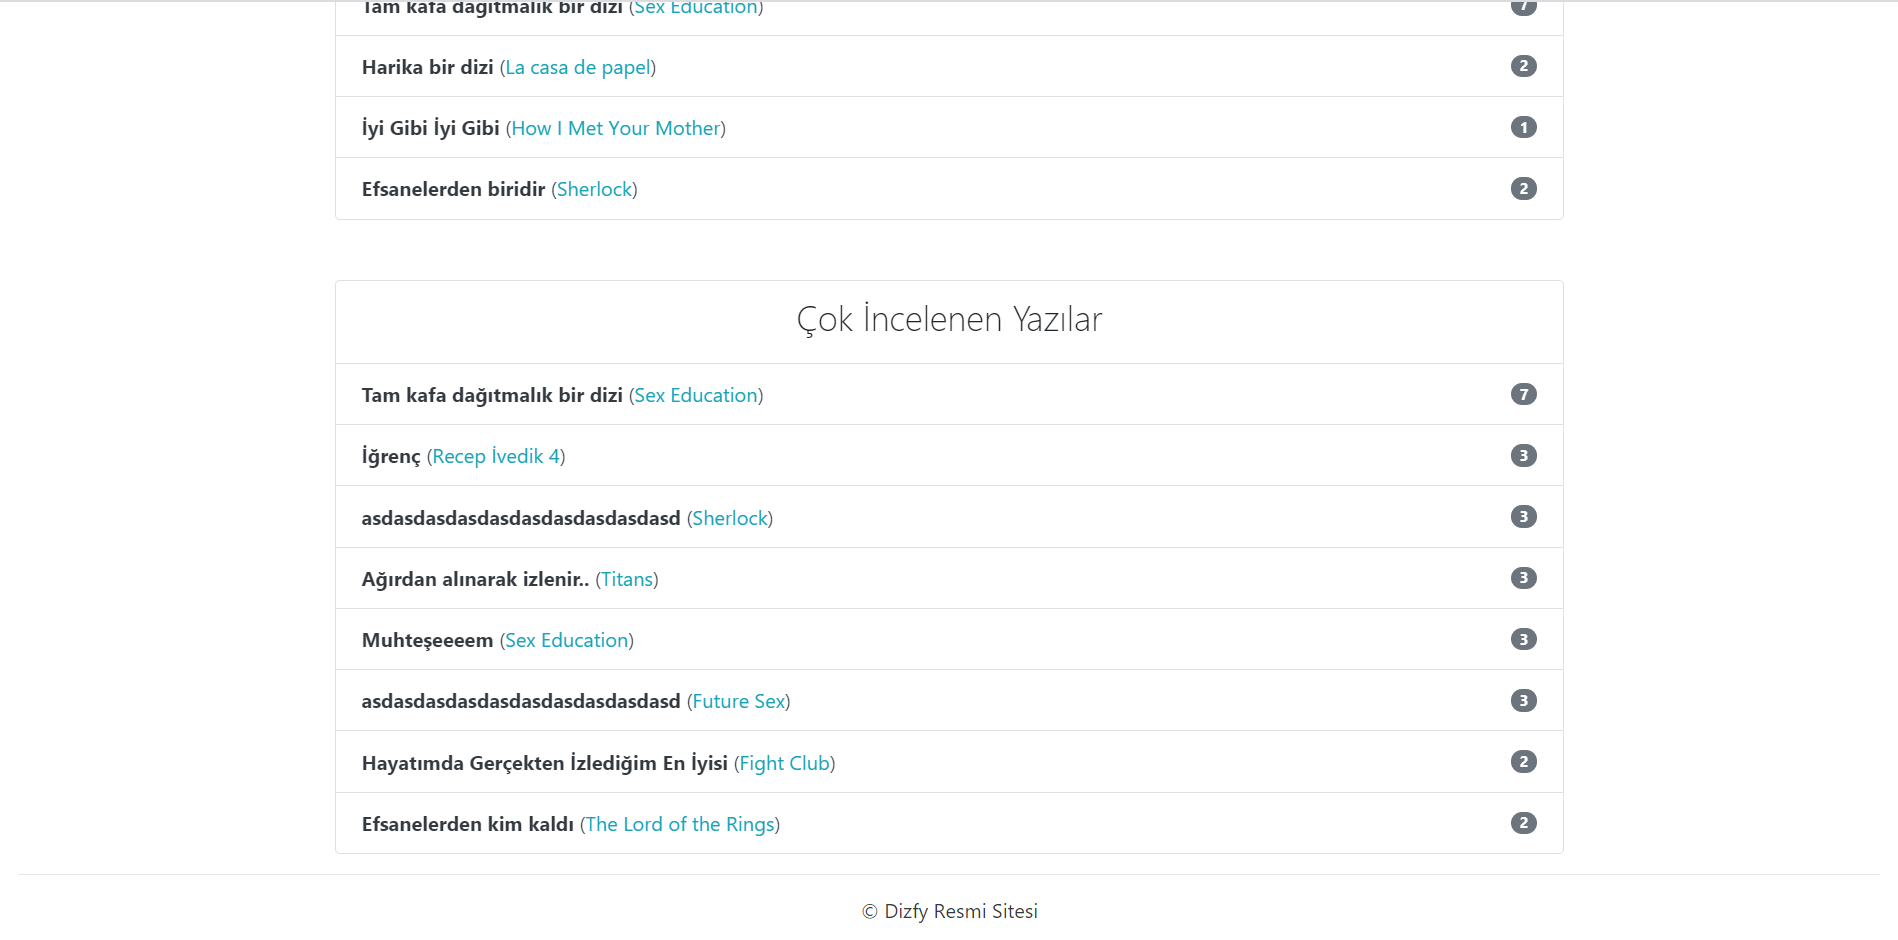 Tam kafa dağıtmalık bir dizi (Sex Education) 7
Harika bir dizi (La casa de papel) 2
İyi Gibi İyi Gibi (How I Met Your Mother) 1
Efsanelerden biridir (Sherlock) 2
Çok İncelenen Yazılar
Tam kafa dağıtmalık bir dizi (Sex Education) 7
İğrenç (Recep İvedik 4) 3
asdasdasdasdasdasdasdasdasdasd (Sherlock) 3
Ağırdan alınarak izlenir.. (Titans) 3
Muhteşeeeem (Sex Education) 3
asdasdasdasdasdasdasdasdasdasd (Future Sex) 3
Hayatımda Gerçekten İzlediğim En İyisi (Fight Club) 2
Efsanelerden kim kaldı (The Lord of the Rings) 2
© Dizfy Resmi Sitesi